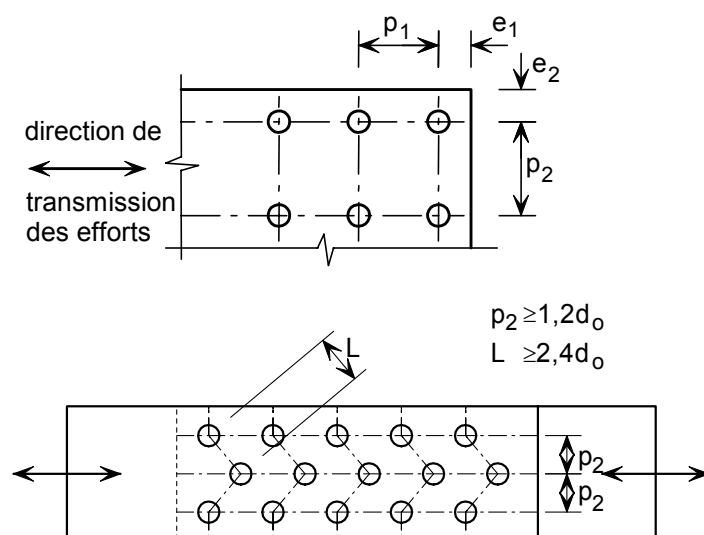 p1
e1
e2
direction de
p2
transmission
des efforts
p2 ≥1,2do
L ≥2,4do
L
p2
p2